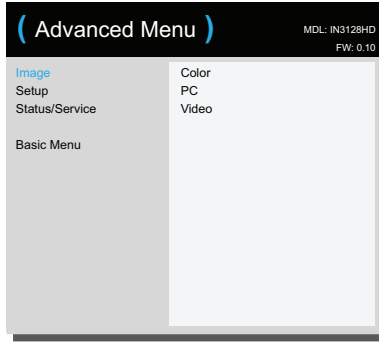 ( Advanced Menu )
MDL: IN3128HD
FW: 0.10
Image
Setup
Status/Service
Basic Menu
Color
PC
Video